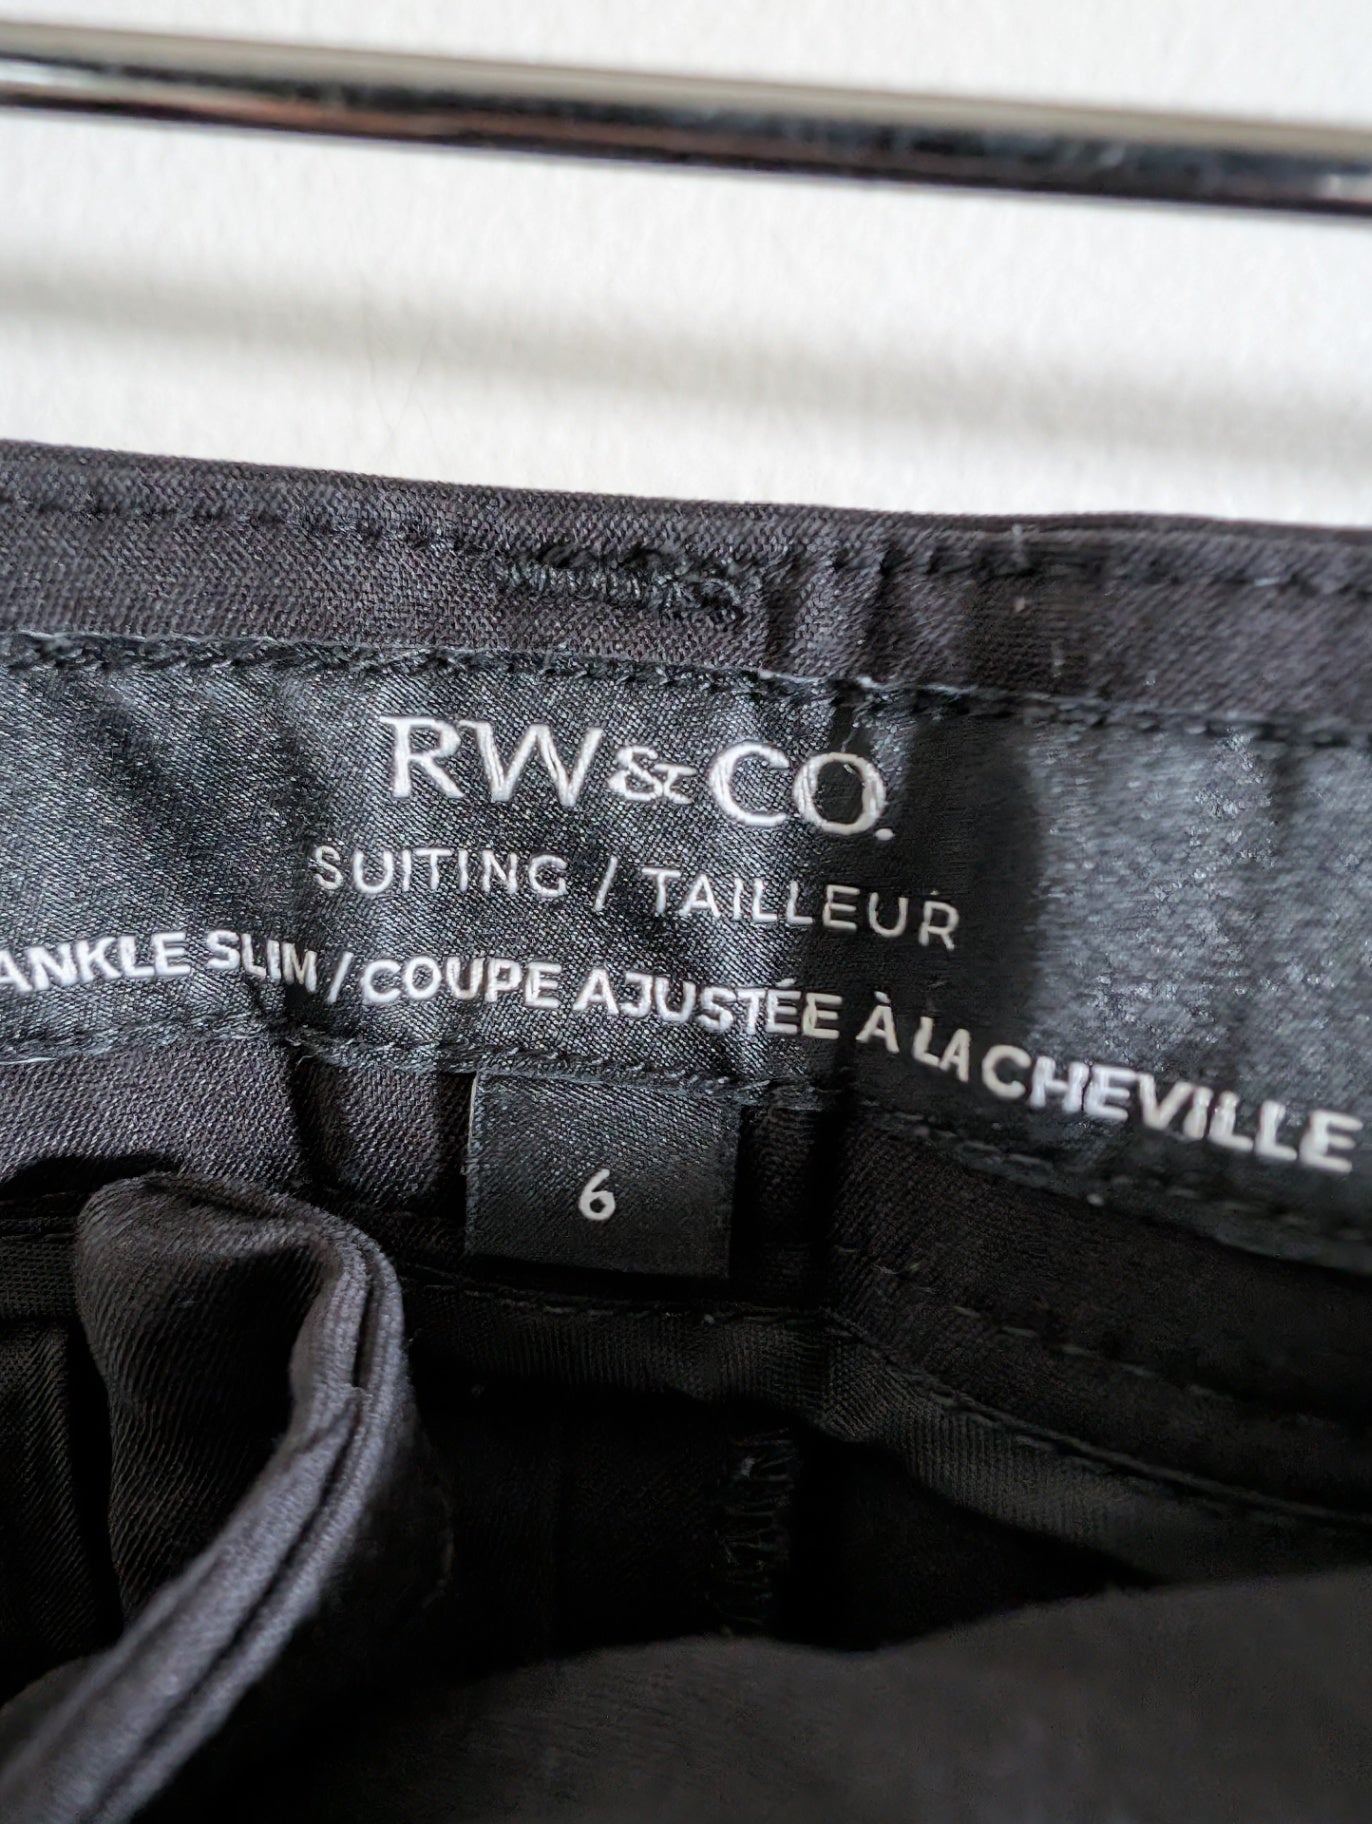 RW&CO.
SUITING / TAILLEUR
ANKLE SLIM / COUPE AJUSTÉE À LA CHEVILLE
6